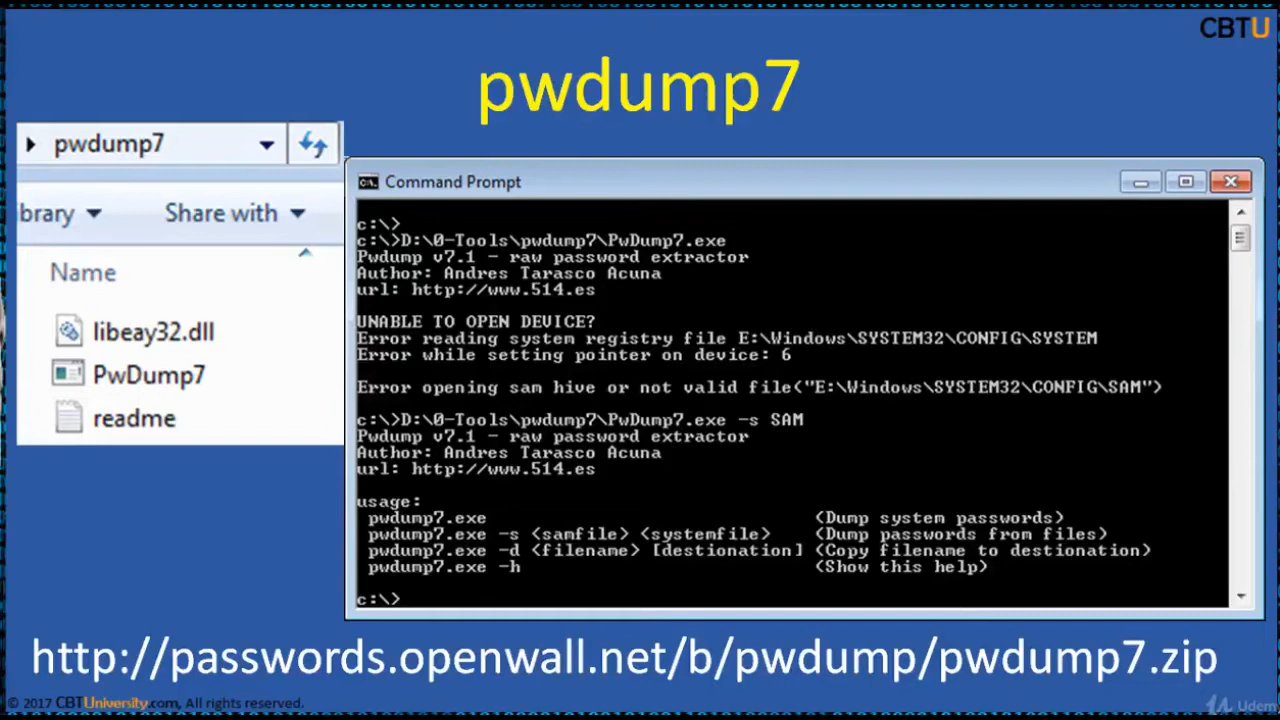 CBTU
pwdump7
pwdump7
ibrary
Share with
Name
libeay32.dll
PwDump7
readme
Command Prompt
c:\>
c:\>D:\0-Tools\pwdump7\PwDump7.exe
Pwdump v7.1 - raw password extractor
Author: Andres Tarasco Acuna
url: http://www.514.es
UNABLE TO OPEN DEVICE?
Error reading system registry file E:\Windows\SYSTEM32\CONFIG\SYSTEM
Error while setting pointer on device: 6
Error opening sam hive or not valid file("E:\Windows\SYSTEM32\CONFIG\SAM")
c:\>D:\0-Tools\pwdump7\PwDump7.exe -s SAM
Pwdump v7.1 - raw password extractor
Author: Andres Tarasco Acuna
url: http://www.514.es
usage:
pwdump7.exe (Dump system passwords)
pwdump7.exe -s <samfile> <systemfile> (Dump passwords from files)
pwdump7.exe -d <filename> [destionation] (Copy filename to destionation)
pwdump7.exe -h (Show this help)
c:\>
http://passwords.openwall.net/b/pwdump/pwdump7.zip
© 2017 CBTUniversity.com, All rights reserved.
Udemy